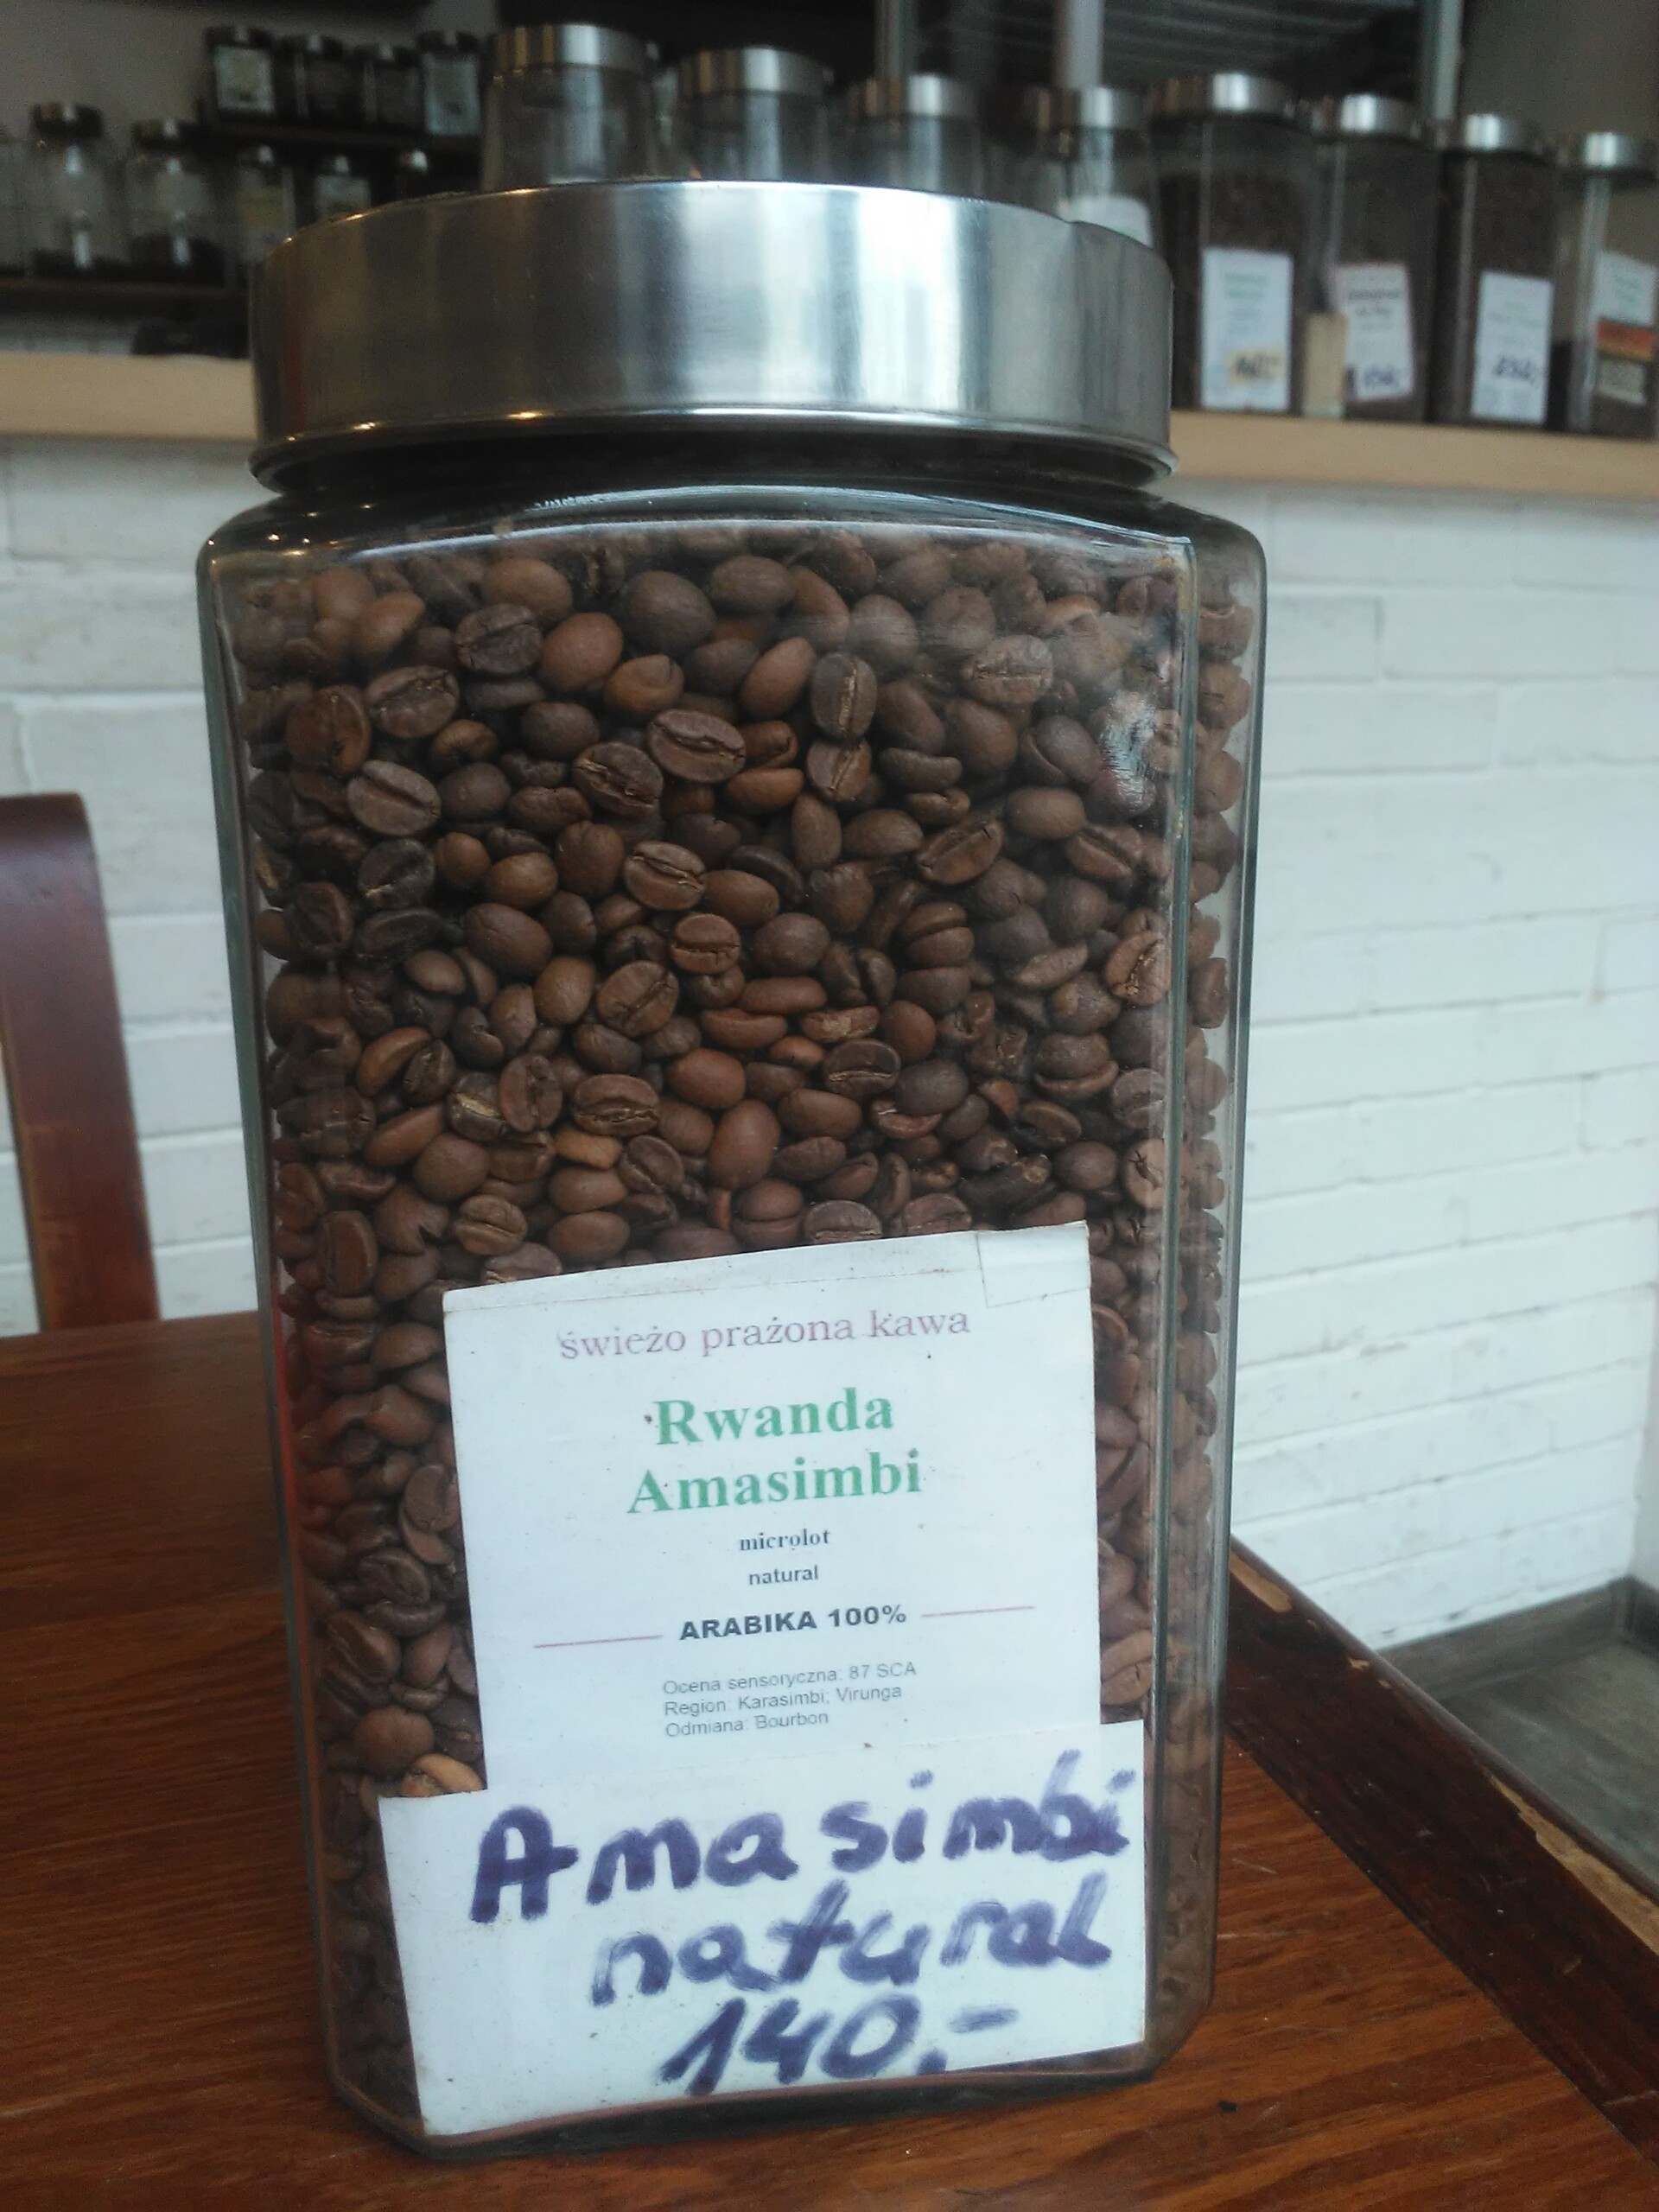 świeżo prażona kawa
Rwanda
Amasimbi
microlot
natural
ARABIKA 100%
Ocena sensoryczna: 87 SCA
Region: Karasimbi; Virunga
Odmiana: Bourbon
Amasimbi
natural
140,-